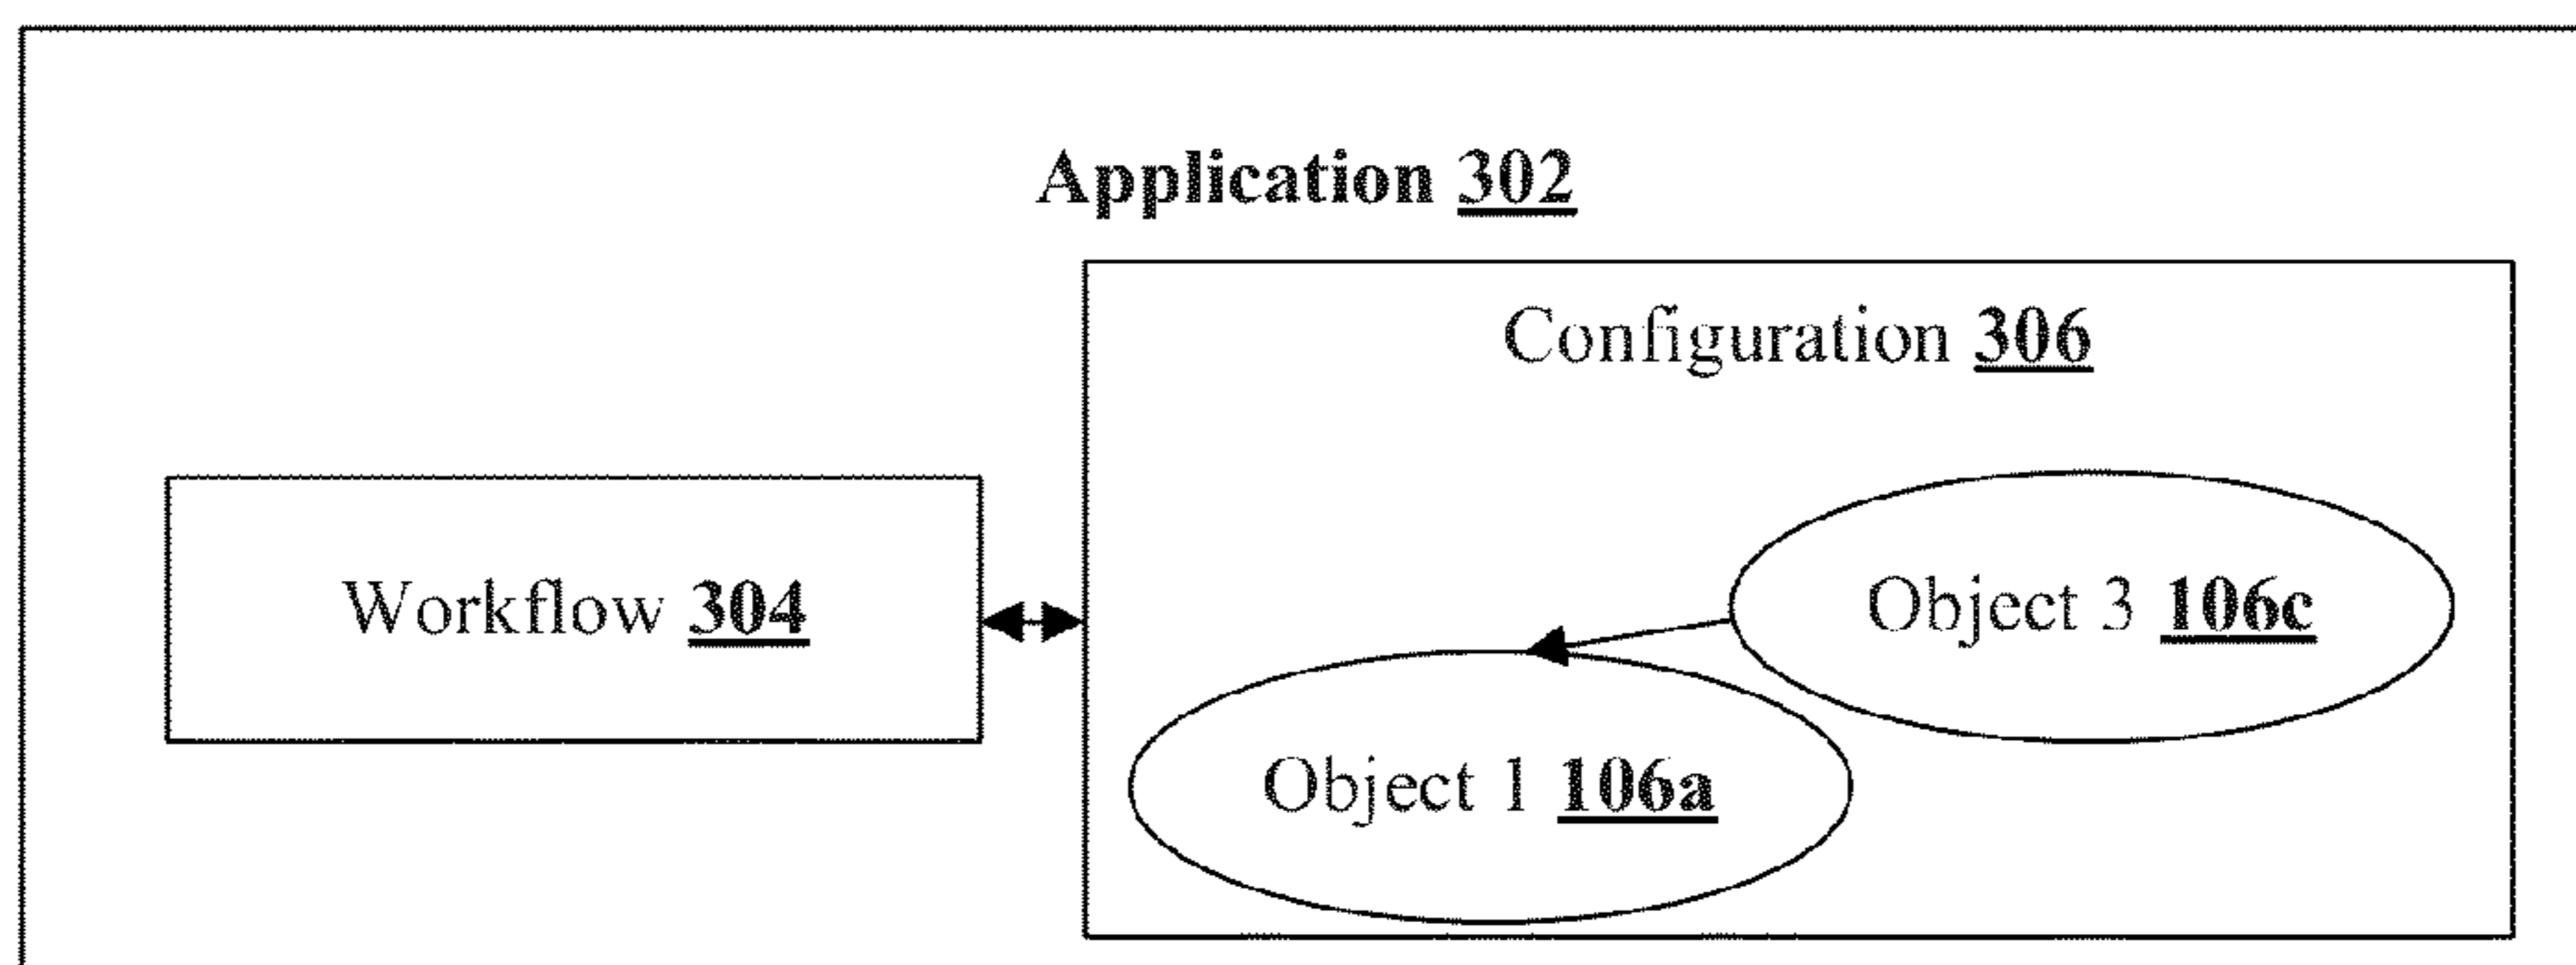 Application 302
Configuration 306
Workflow 304
Object 3 106c
Object 1 106a